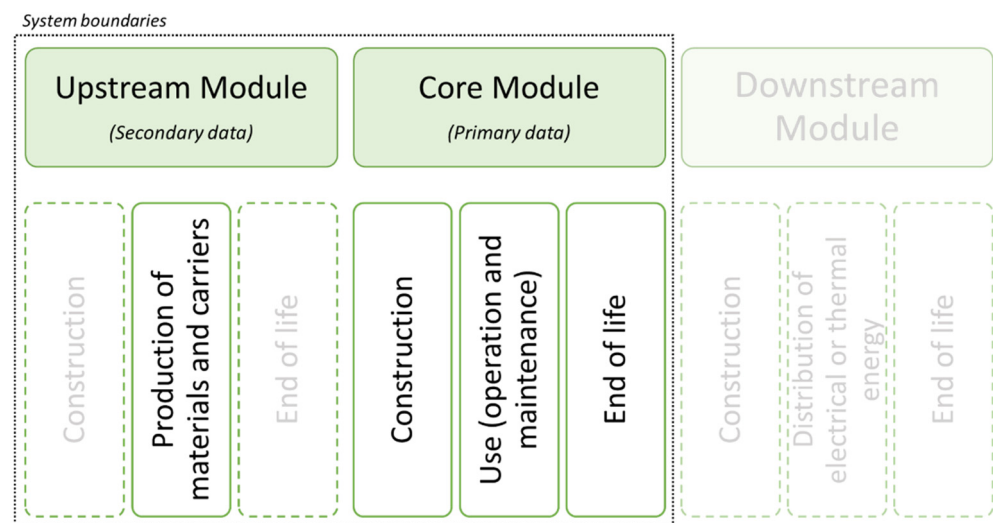 System boundaries
Upstream Module
(Secondary data)
Core Module
(Primary data)
Downstream
Module
Construction
Production of
materials and carriers
End of life
Construction
Use (operation and
maintenance)
End of life
Construction
Distribution of
electrical or thermal
energy
End of life